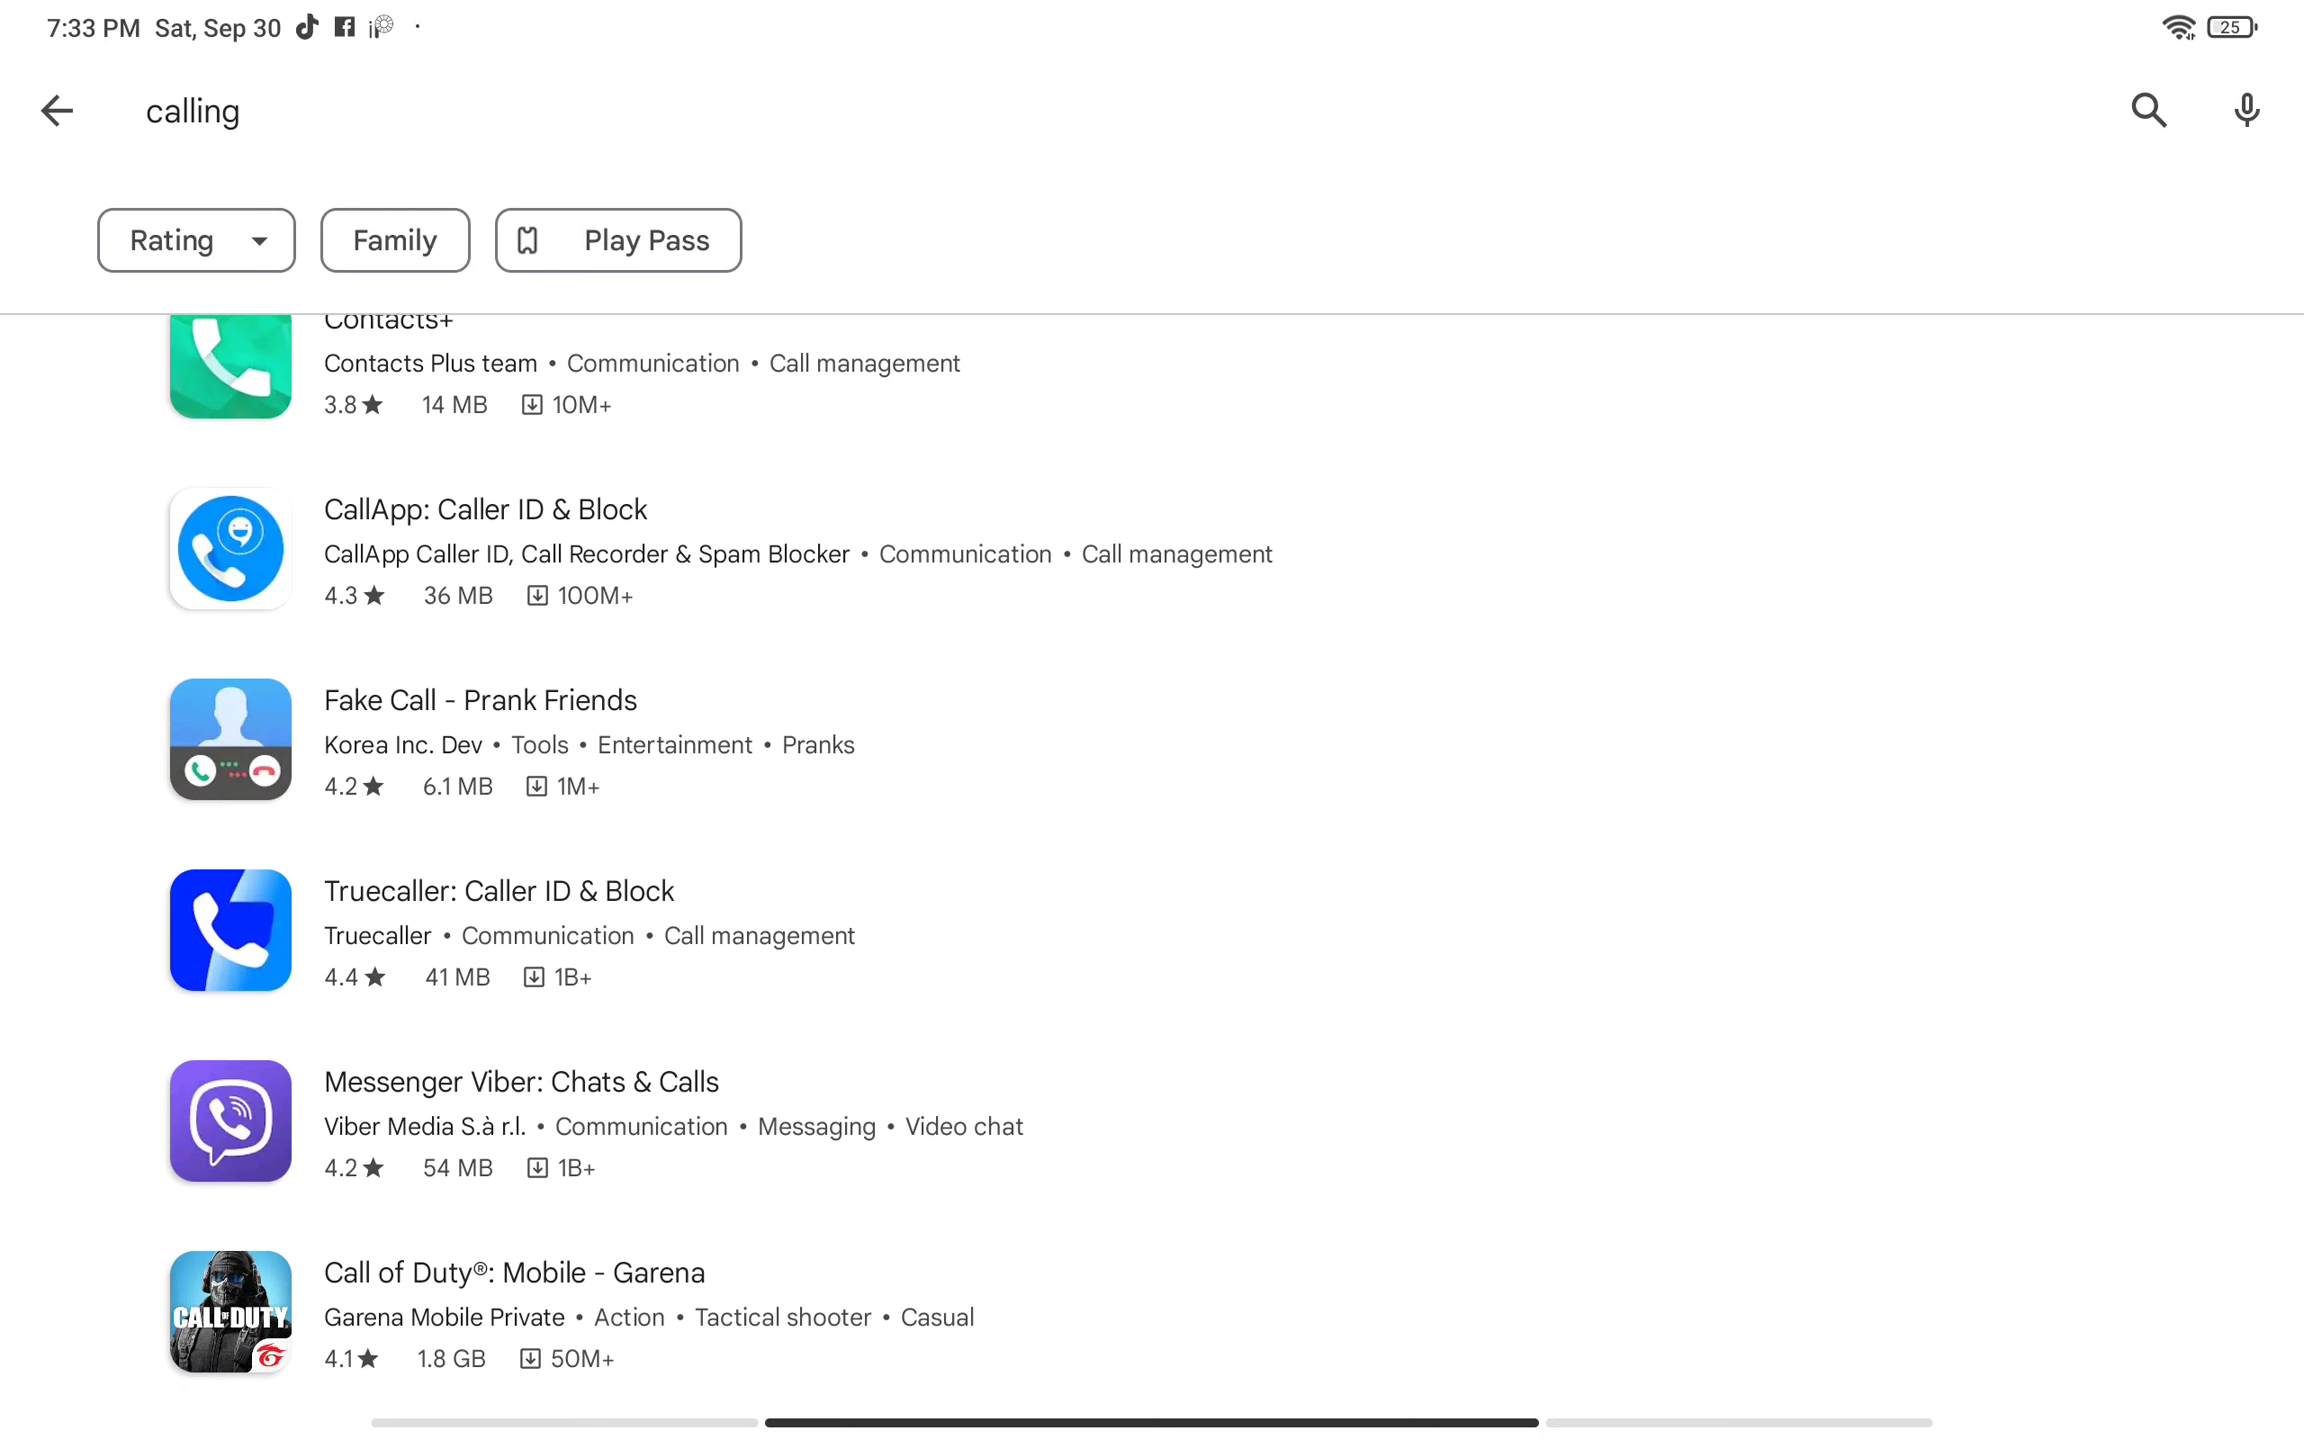 7:33 PM Sat, Sep 30
25
calling
Rating
Family
Play Pass
Contacts+
Contacts Plus team • Communication • Call management
3.8★ 14 MB 10M+
CallApp: Caller ID & Block
CallApp Caller ID, Call Recorder & Spam Blocker • Communication • Call management
4.3★ 36 MB 100M+
Fake Call - Prank Friends
Korea Inc. Dev • Tools • Entertainment • Pranks
4.2★ 6.1 MB 1M+
Truecaller: Caller ID & Block
Truecaller • Communication • Call management
4.4★ 41 MB 1B+
Messenger Viber: Chats & Calls
Viber Media S.à r.l. • Communication • Messaging • Video chat
4.2★ 54 MB 1B+
CALL OF DUTY
Call of Duty®: Mobile - Garena
Garena Mobile Private • Action • Tactical shooter • Casual
4.1★ 1.8 GB 50M+